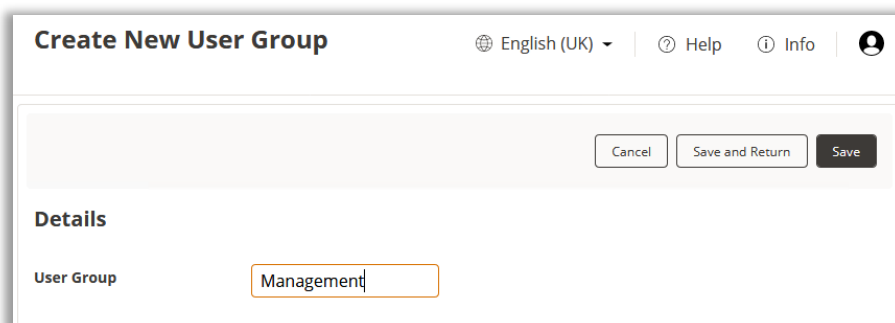 Create New User Group
English (UK)
Help
Info
Cancel
Save and Return
Save
Details
User Group
Management